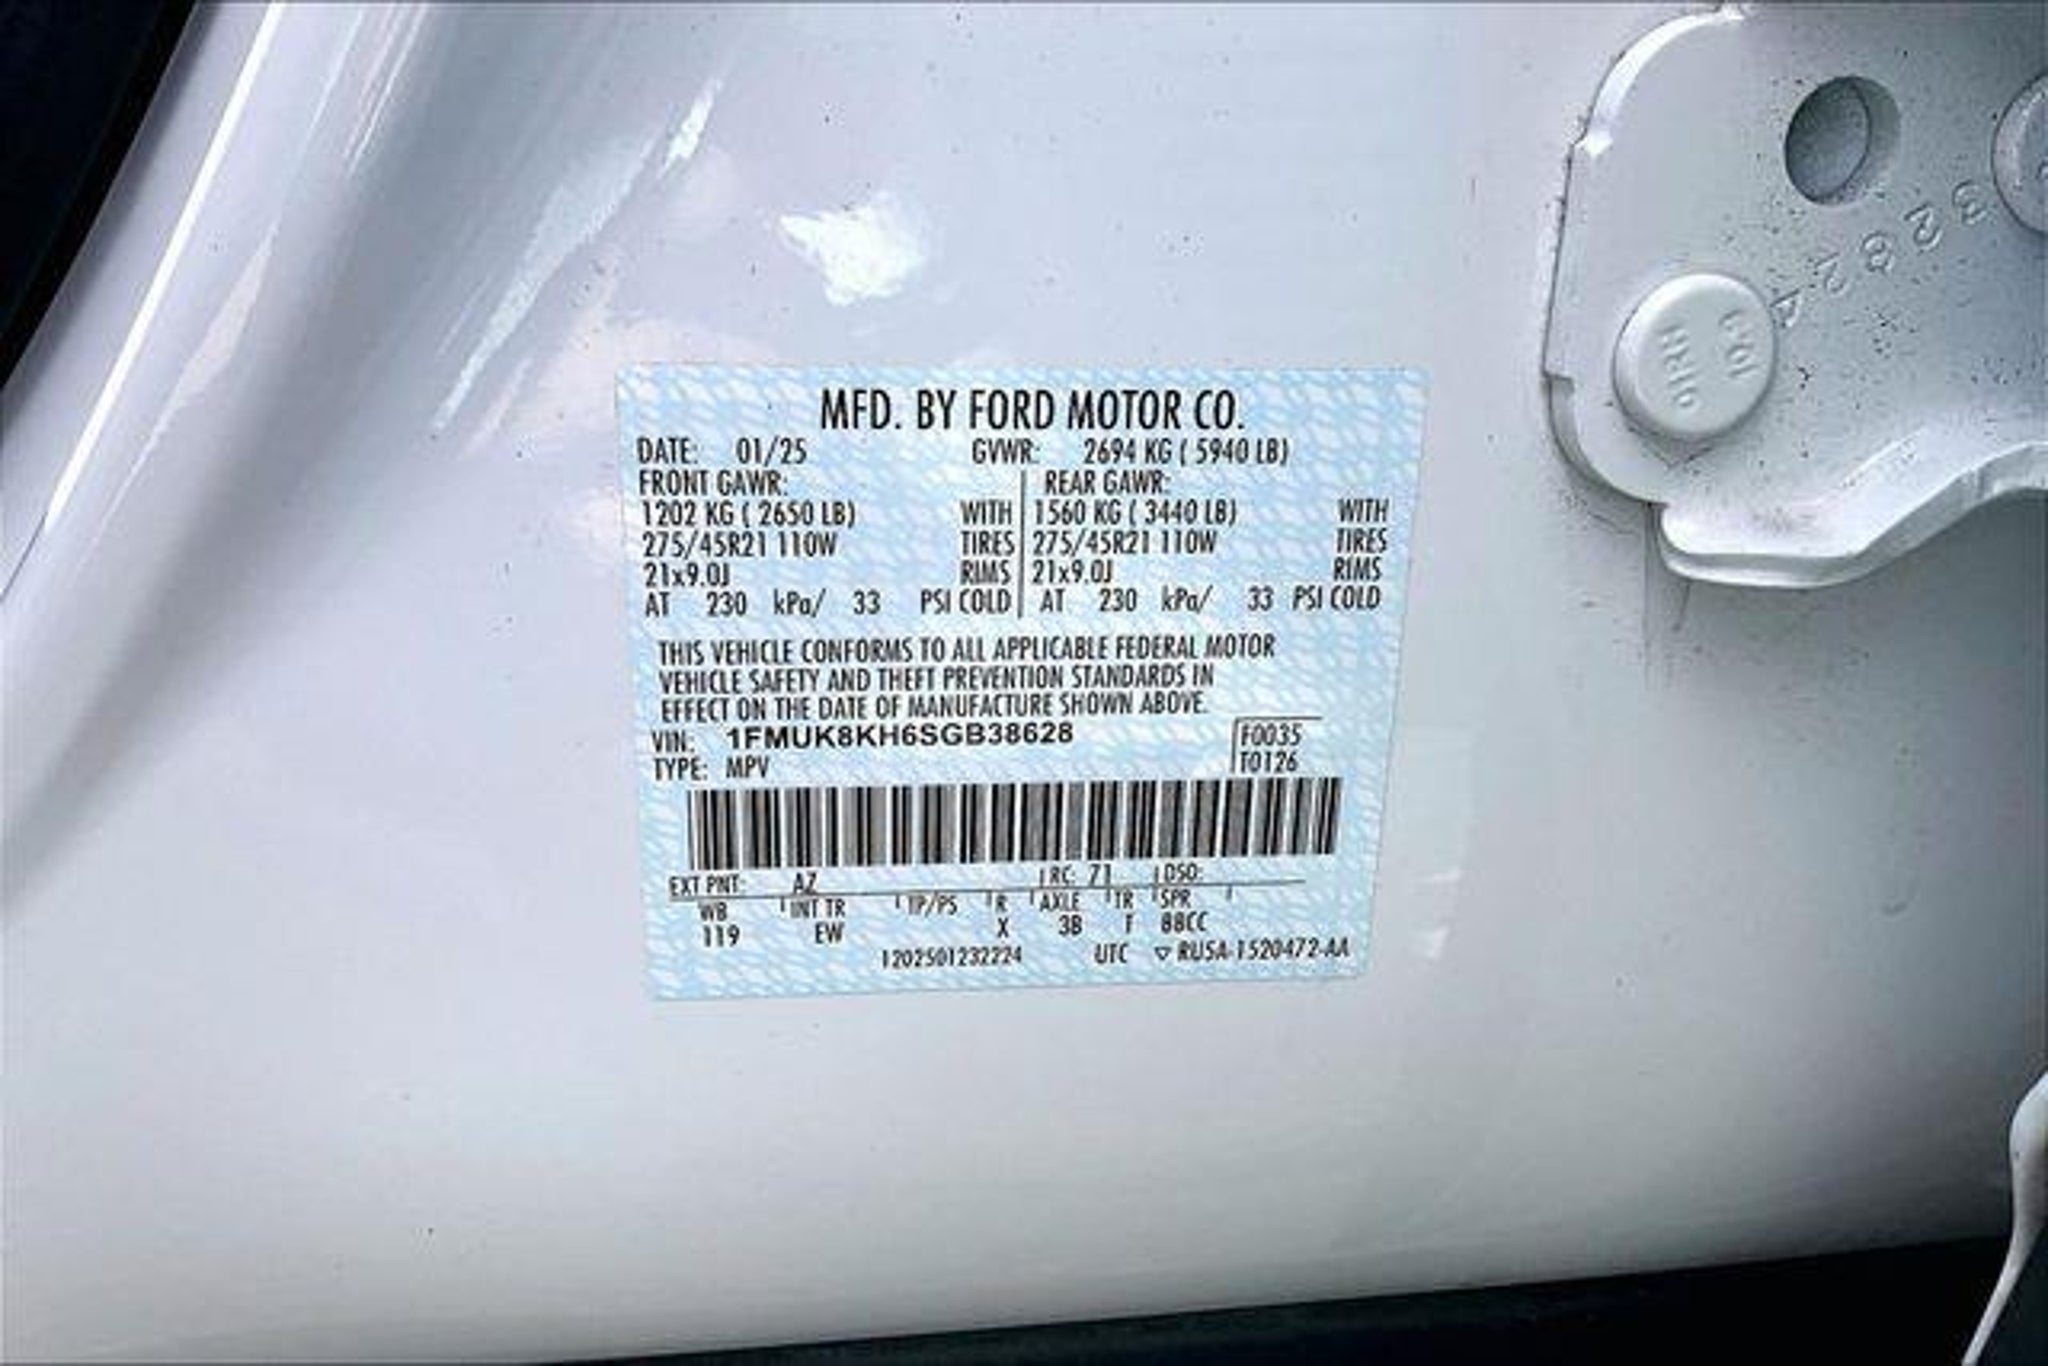 MFD. BY FORD MOTOR CO.
DATE: 01/25 GVWR: 2694 KG ( 5940 LB)
FRONT GAWR: REAR GAWR:
1202 KG ( 2650 LB) WITH 1560 KG ( 3440 LB) WITH
275/45R21 110W TIRES 275/45R21 110W TIRES
21x9.0J RIMS 21x9.0J RIMS
AT 230 kPa/ 33 PSI COLD AT 230 kPa/ 33 PSI COLD
THIS VEHICLE CONFORMS TO ALL APPLICABLE FEDERAL MOTOR
VEHICLE SAFETY AND THEFT PREVENTION STANDARDS IN
EFFECT ON THE DATE OF MANUFACTURE SHOWN ABOVE.
VIN: 1FMUK8KH6SGB38628 F0035
TYPE: MPV T0126
EXT PNT: AZ RC: 71 DSO:
WB INT TR TP/PS R AXLE TR SPR
119 EW X 3B F 88CC
1202501232224 UTC ▽ RU5A-1520472-AA